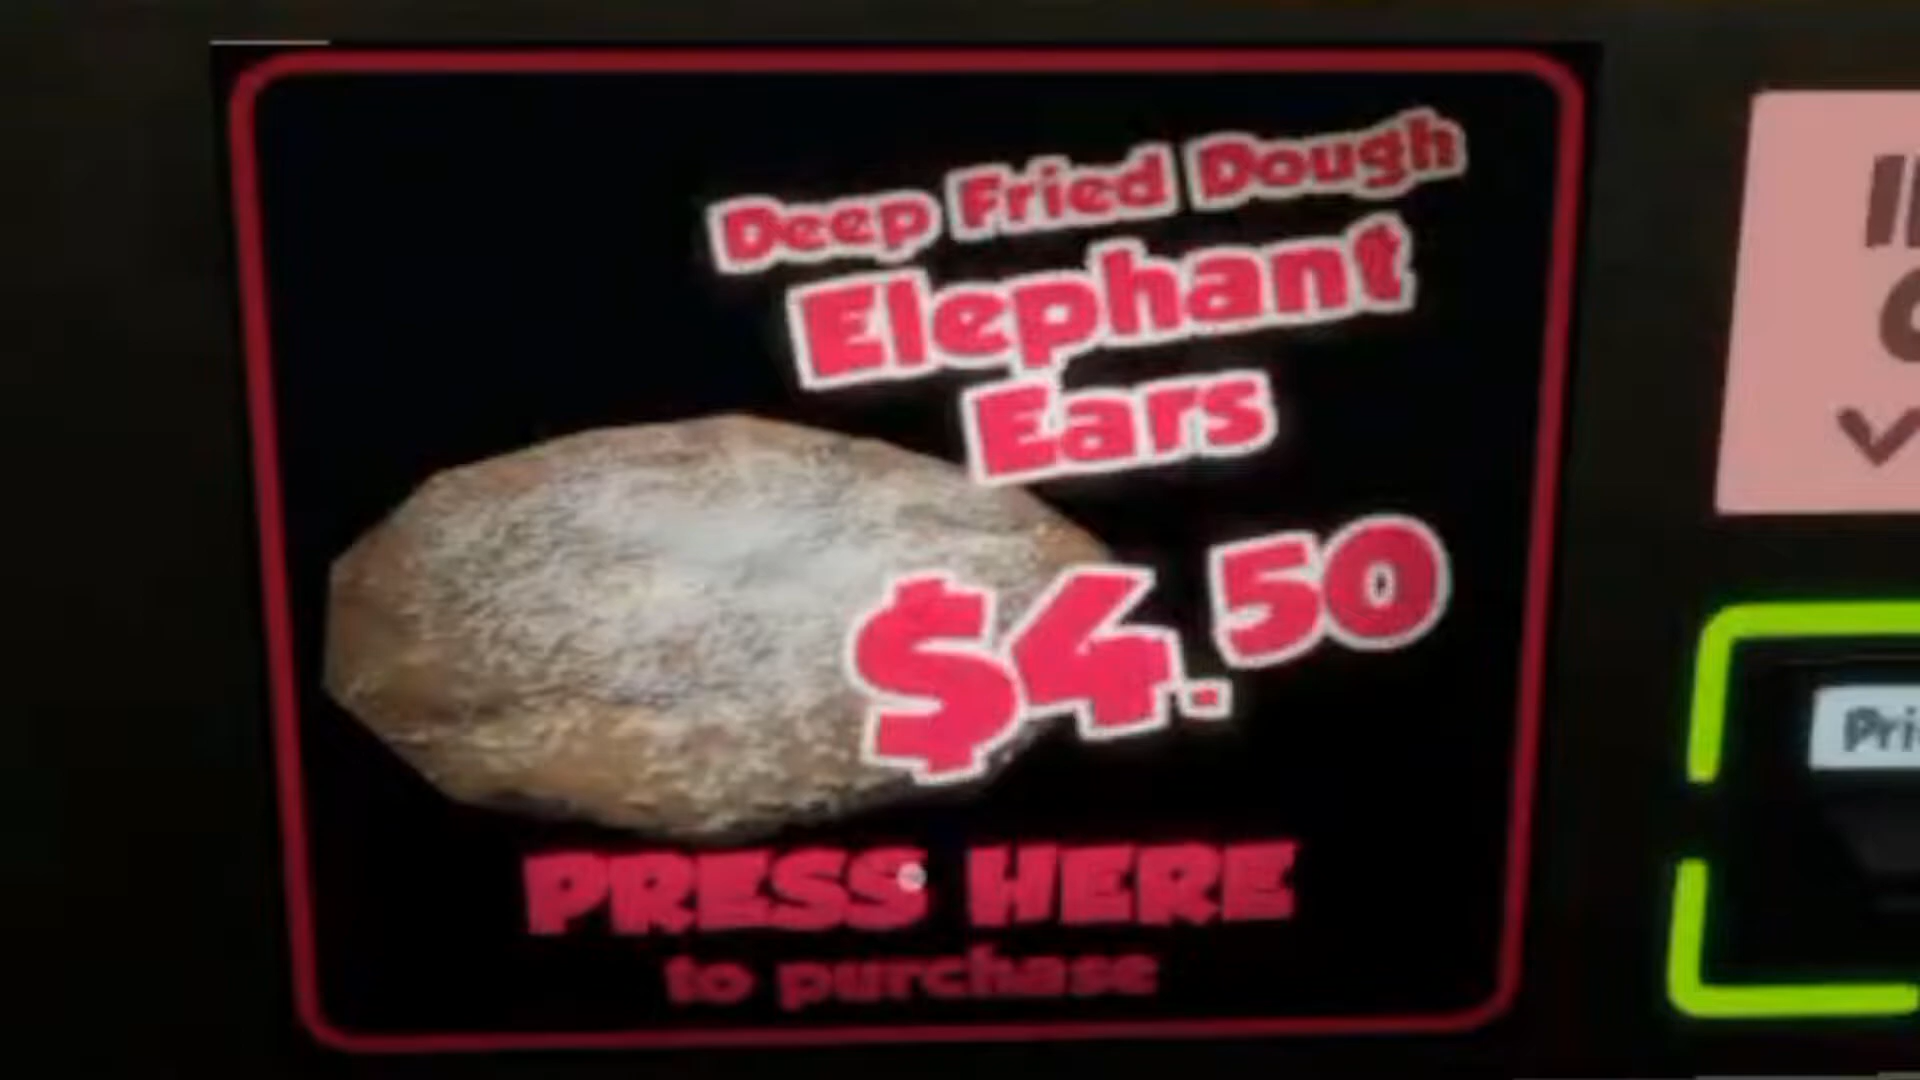 Deep Fried Dough
Elephant
Ears
$4.50
PRESS HERE
to purchase